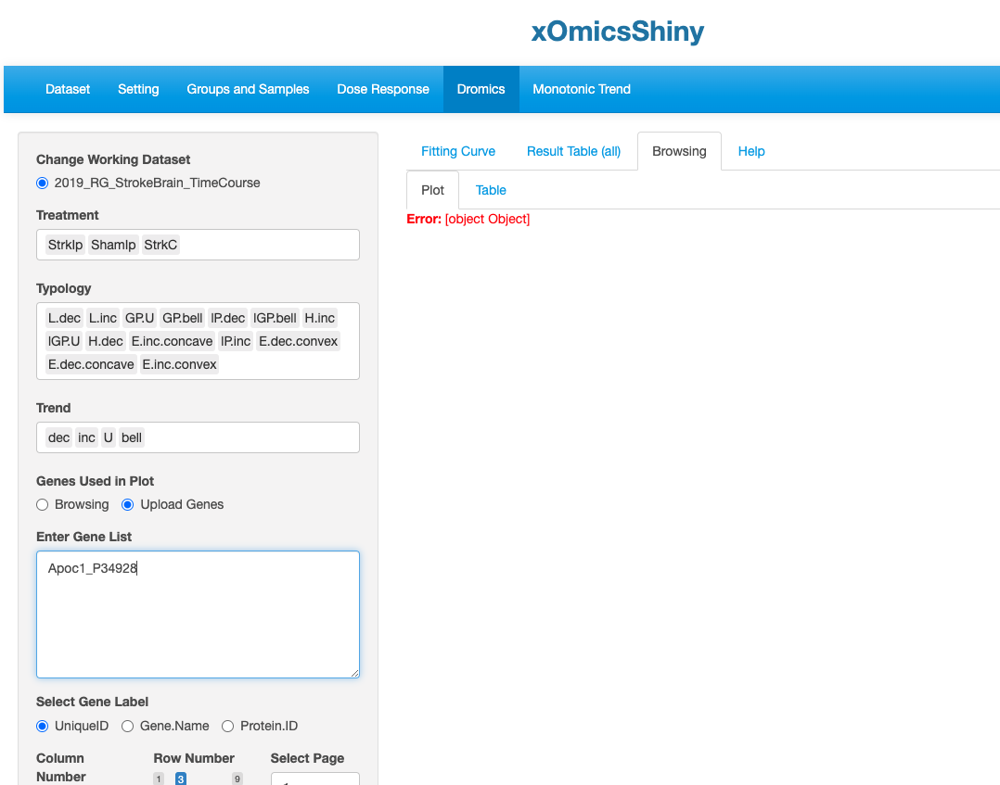 xOmicsShiny
Dataset Setting Groups and Samples Dose Response Dromics Monotonic Trend
Change Working Dataset
2019_RG_StrokeBrain_TimeCourse
Treatment
StrkIp ShamIp StrkC
Typology
L.dec L.inc GP.U GP.bell lP.dec lGP.bell H.inc
lGP.U H.dec E.inc.concave lP.inc E.dec.convex
E.dec.concave E.inc.convex
Trend
dec inc U bell
Genes Used in Plot
Browsing Upload Genes
Enter Gene List
Apoc1_P34928
Select Gene Label
UniqueID Gene.Name Protein.ID
Column Number
Row Number
1 3 9
Select Page
Fitting Curve Result Table (all) Browsing Help
Plot Table
Error: [object Object]